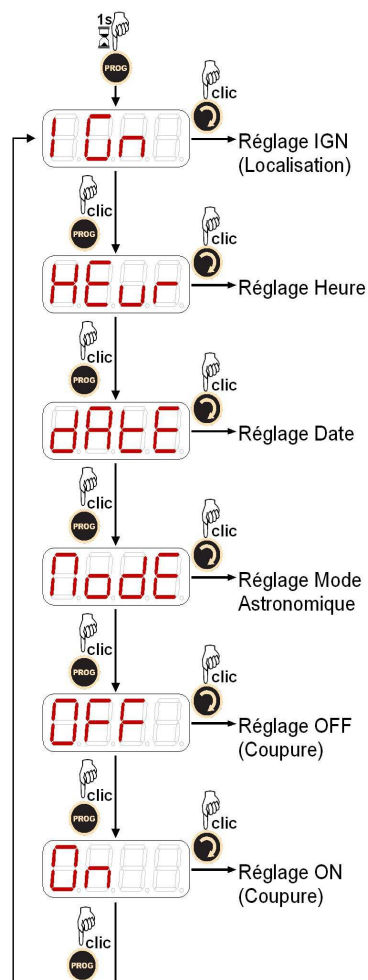 1s
PROG
clic
IGn
Réglage IGN
(Localisation)
clic
PROG
clic
HEur
Réglage Heure
clic
PROG
clic
dAtE
Réglage Date
clic
PROG
clic
ModE
Réglage Mode
Astronomique
clic
PROG
clic
OFF
Réglage OFF
(Coupure)
clic
PROG
clic
On
Réglage ON
(Coupure)
clic
PROG